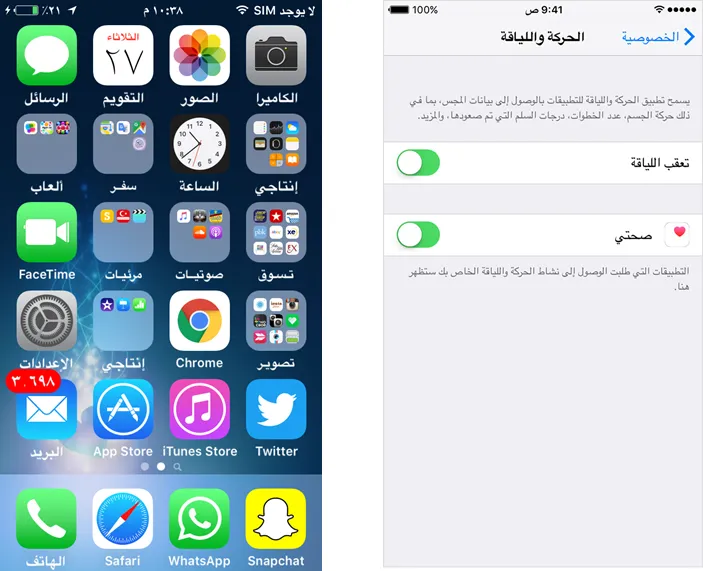 لا يوجد SIM ١٠:٣٨ م ٢١٪
الثلاثاء
٢٧
الكاميرا الصور التقويم الرسائل
إنتاجي الساعة سفر ألعاب
تسوق صوتيات مرئيات FaceTime
تصوير Chrome إنتاجي الإعدادات
٣٬٦٩٨
Twitter iTunes Store App Store البريد
Snapchat WhatsApp Safari الهاتف
9:41 ص 100%
الخصوصية الحركة واللياقة
يسمح تطبيق الحركة واللياقة للتطبيقات بالوصول إلى بيانات المجس، بما في
ذلك حركة الجسم، عدد الخطوات، درجات السلم التي تم صعودها، والمزيد.
تعقب اللياقة
صحتي
التطبيقات التي طلبت الوصول إلى نشاط الحركة واللياقة الخاص بك ستظهر
هنا.